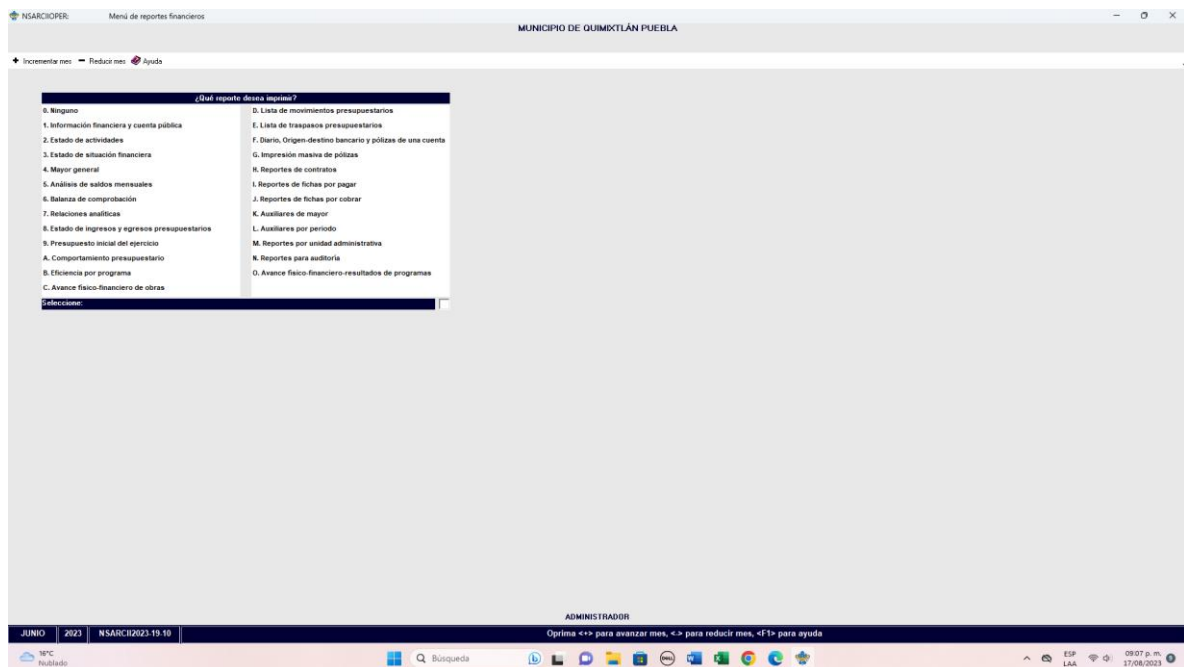 NSARCIIOPER: Menú de reportes financieros
MUNICIPIO DE QUIMIXTLÁN PUEBLA
Incrementar mes Reducir mes Ayuda
¿Qué reporte desea imprimir?
0. Ninguno
1. Información financiera y cuenta pública
2. Estado de actividades
3. Estado de situación financiera
4. Mayor general
5. Análisis de saldos mensuales
6. Balanza de comprobación
7. Relaciones analíticas
8. Estado de ingresos y egresos presupuestarios
9. Presupuesto inicial del ejercicio
A. Comportamiento presupuestario
B. Eficiencia por programa
C. Avance físico-financiero de obras
D. Lista de movimientos presupuestarios
E. Lista de traspasos presupuestarios
F. Diario, Origen-destino bancario y pólizas de una cuenta
G. Impresión masiva de pólizas
H. Reportes de contratos
I. Reportes de fichas por pagar
J. Reportes de fichas por cobrar
K. Auxiliares de mayor
L. Auxiliares por periodo
M. Reportes por unidad administrativa
N. Reportes para auditoría
O. Avance físico-financiero-resultados de programas
Seleccione:
ADMINISTRADOR
JUNIO 2023 NSARCII2023-19.10 Oprima <+> para avanzar mes, <-> para reducir mes, <F1> para ayuda
16°C
Nublado
Búsqueda
ESP
LAA
09:07 p. m.
17/08/2023